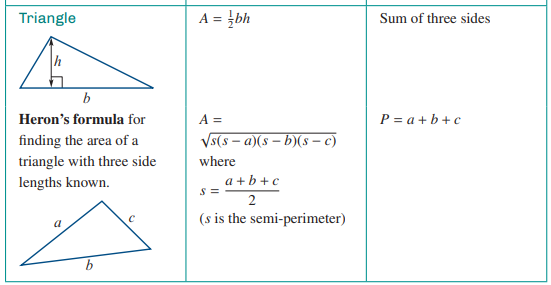 Triangle
A = ½bh
Sum of three sides
h
b
Heron's formula for
finding the area of a
triangle with three side
lengths known.
A =
√s(s – a)(s – b)(s – c)
where
s = a + b + c
2
(s is the semi-perimeter)
P = a + b + c
a
c
b